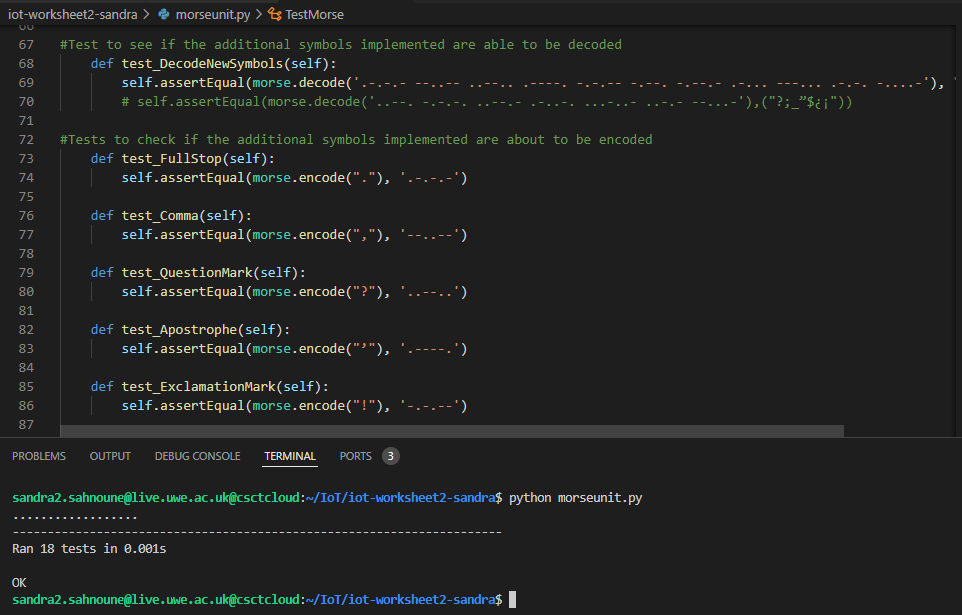 iot-worksheet2-sandra > morseunit.py > TestMorse
66
67 #Test to see if the additional symbols implemented are able to be decoded
68 def test_DecodeNewSymbols(self):
69 self.assertEqual(morse.decode('.-.-.- --..-- ..--.. .----. -.-.-- -..-. -.--.- .-... ---... .-.-. -....-'),
70 # self.assertEqual(morse.decode('..--. -.-.-. ..--.- .-..-. ...-..- ..-.- --...-'),("?;_”$¿¡"))
71
72 #Tests to check if the additional symbols implemented are about to be encoded
73 def test_FullStop(self):
74 self.assertEqual(morse.encode("."), '.-.-.-')
75
76 def test_Comma(self):
77 self.assertEqual(morse.encode(","), '--..--')
78
79 def test_QuestionMark(self):
80 self.assertEqual(morse.encode("?"), '..--..')
81
82 def test_Apostrophe(self):
83 self.assertEqual(morse.encode("’"), '.----.')
84
85 def test_ExclamationMark(self):
86 self.assertEqual(morse.encode("!"), '-.-.--')
87
PROBLEMS OUTPUT DEBUG CONSOLE TERMINAL PORTS 3
sandra2.sahnoune@live.uwe.ac.uk@csctcloud:~/IoT/iot-worksheet2-sandra$ python morseunit.py
..................
----------------------------------------------------------------------
Ran 18 tests in 0.001s
OK
sandra2.sahnoune@live.uwe.ac.uk@csctcloud:~/IoT/iot-worksheet2-sandra$